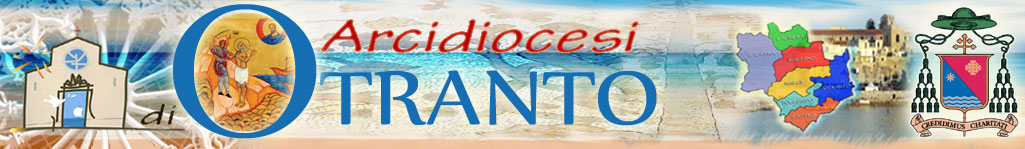 Arcidiocesi
di OTRANTO
CREDIDIMUS CHARITATI